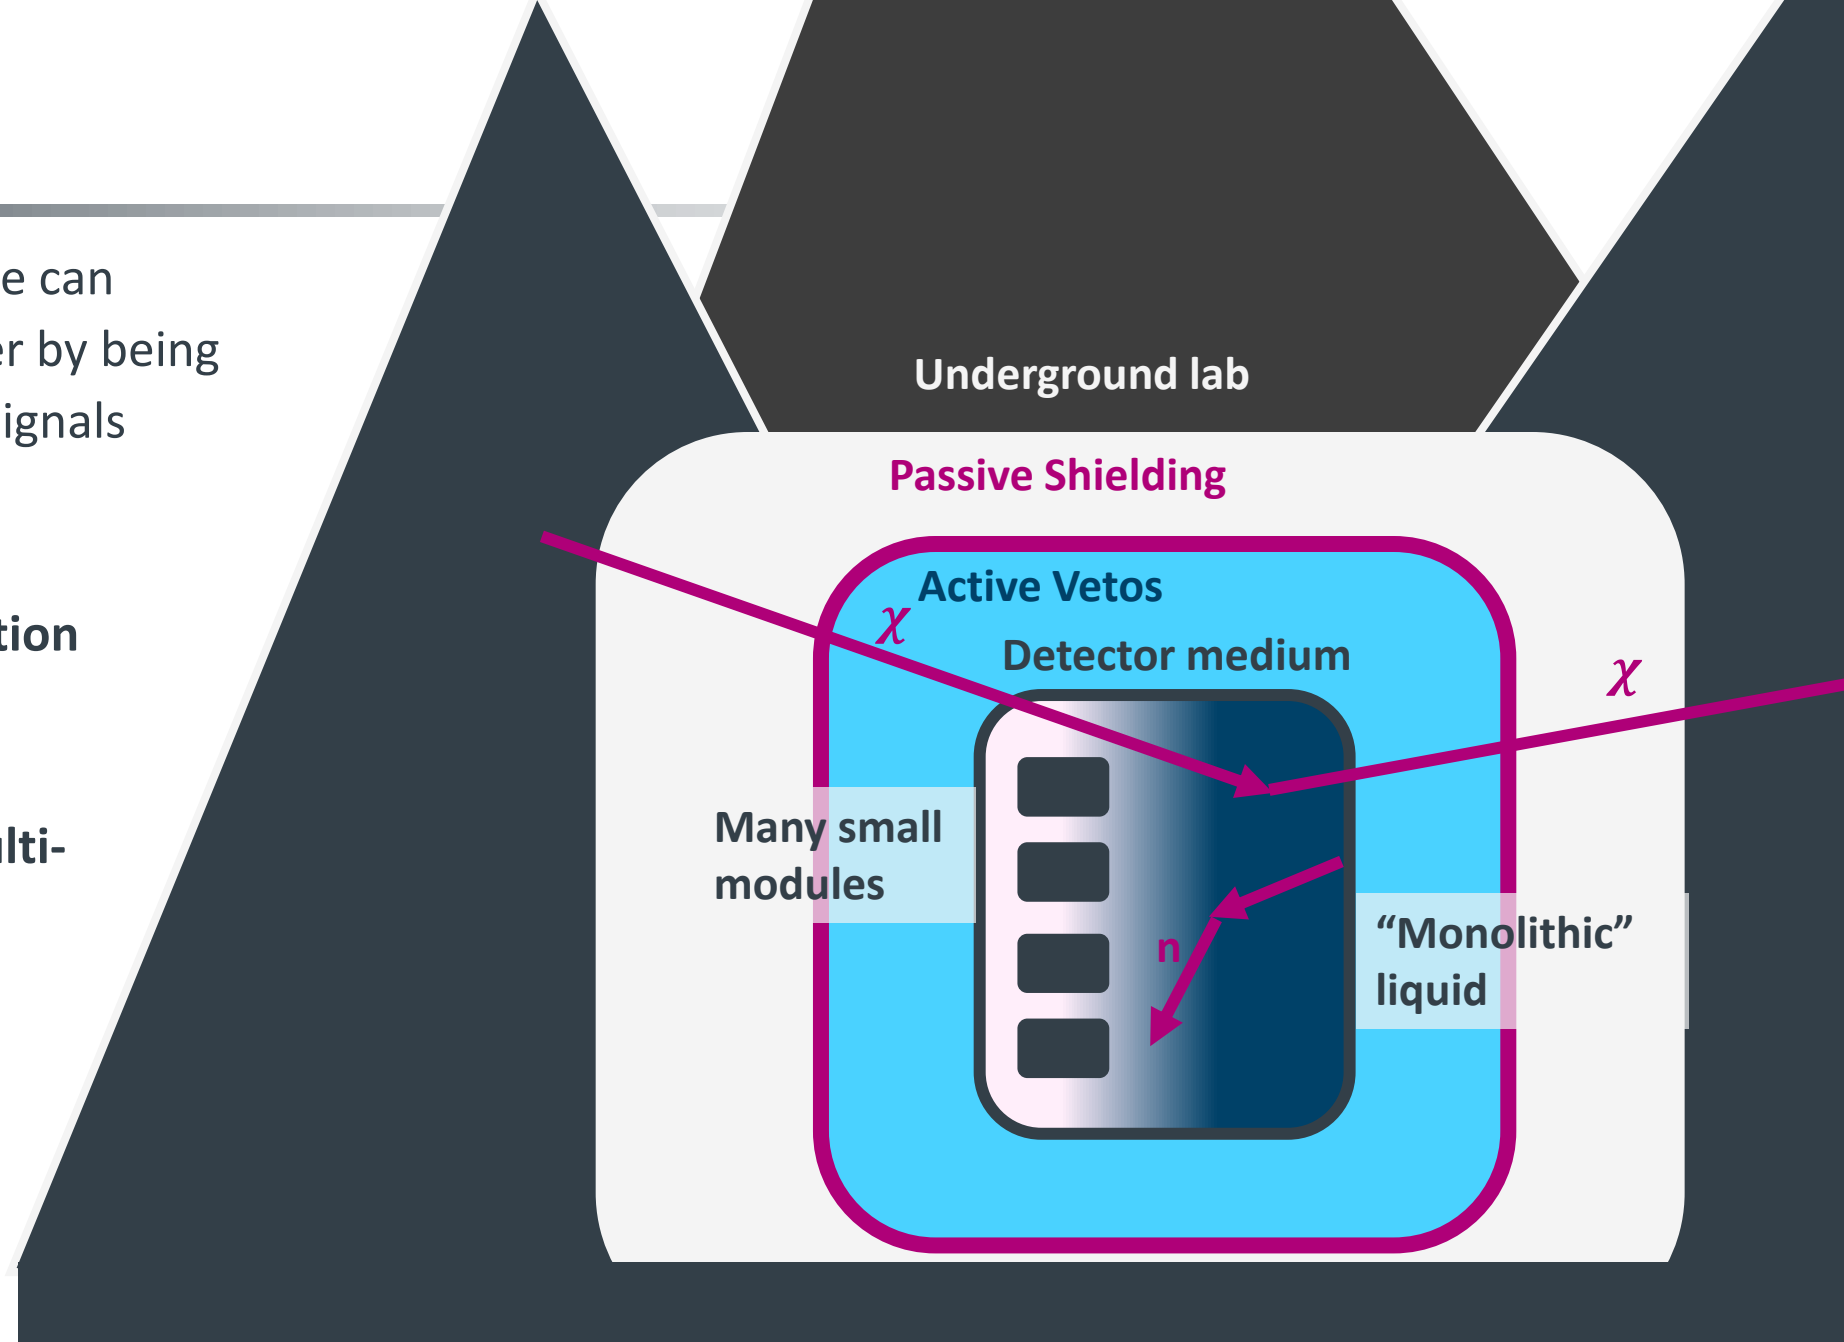 e can
er by being
ignals
tion
ulti-
Underground lab
Passive Shielding
Active Vetos
χ
Detector medium
χ
Many small
modules
n
“Monolithic”
liquid